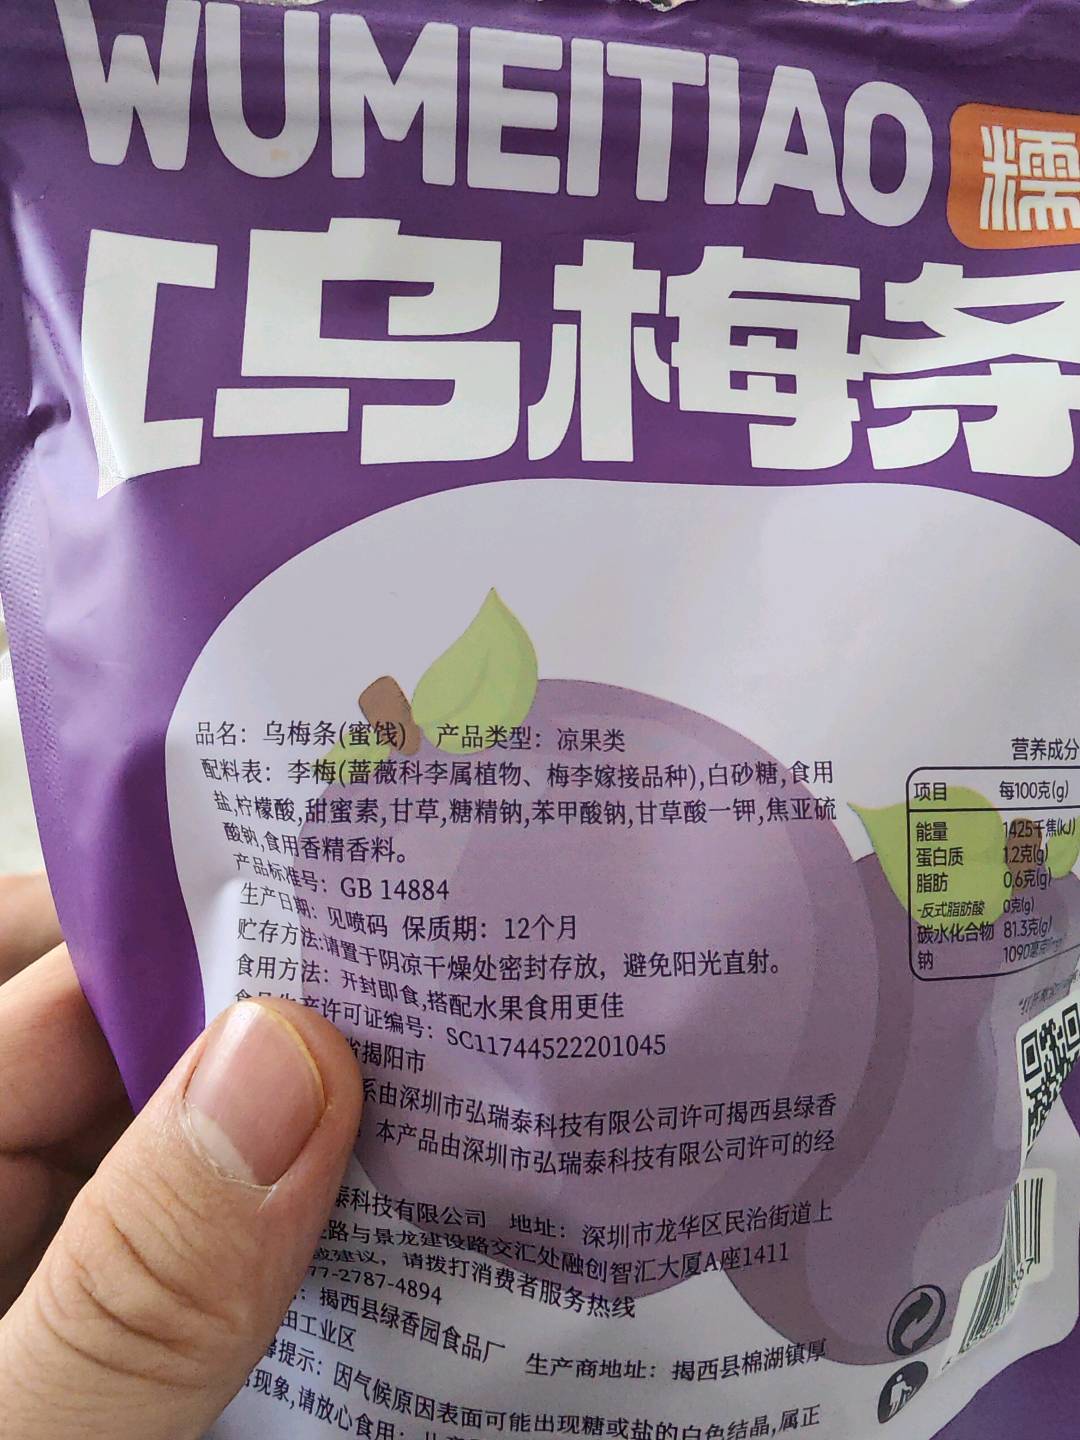 WUMEITIAO
糯
[乌梅条
品名：乌梅条(蜜饯) 产品类型：凉果类
配料表：李梅(蔷薇科李属植物、梅李嫁接品种),白砂糖,食用
盐,柠檬酸,甜蜜素,甘草,糖精钠,苯甲酸钠,甘草酸一钾,焦亚硫
酸钠,食用香精香料。
产品标准号：GB 14884
生产日期：见喷码 保质期：12个月
贮存方法:请置于阴凉干燥处密封存放，避免阳光直射。
食用方法：开封即食,搭配水果食用更佳
食品生产许可证编号：SC11744522201045
省揭阳市
系由深圳市弘瑞泰科技有限公司许可揭西县绿香
本产品由深圳市弘瑞泰科技有限公司许可的经
泰科技有限公司 地址：深圳市龙华区民治街道上
路与景龙建设路交汇处融创智汇大厦A座1411
建议，请拨打消费者服务热线
77-2787-4894
：揭西县绿香园食品厂 生产商地址：揭西县棉湖镇厚
田工业区
提示：因气候原因表面可能出现糖或盐的白色结晶,属正
现象,请放心食用；
营养成分
项目 每100克(g)
能量 1425千焦(kJ)
蛋白质 1.2克(g)
脂肪 0.6克(g)
-反式脂肪酸 0克(g)
碳水化合物 81.3克(g)
钠 1090毫克